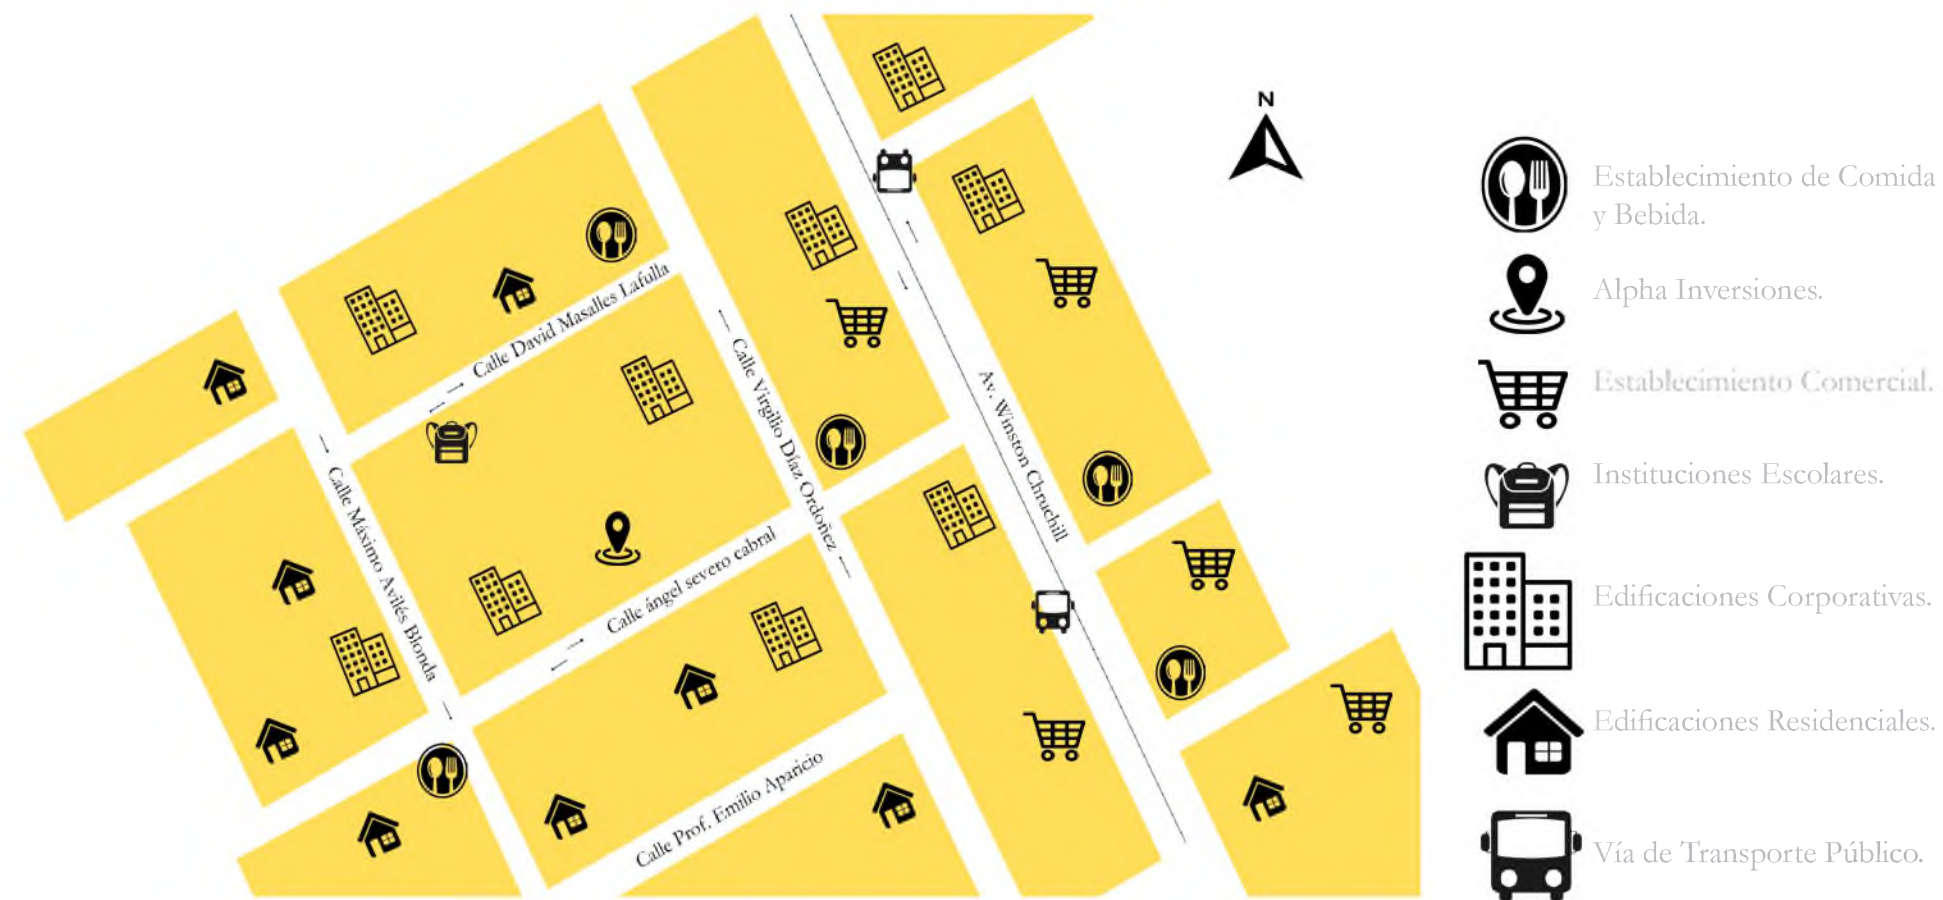 N
Establecimiento de Comida
y Bebida.
Alpha Inversiones.
Establecimiento Comercial.
Instituciones Escolares.
Edificaciones Corporativas.
Edificaciones Residenciales.
Vía de Transporte Público.
Calle David Masalles Lafulla
Calle Virgilio Díaz Ordoñez
Av. Winston Chruchill
Calle Máximo Avilés Blonda
Calle ángel severo cabral
Calle Prof. Emilio Aparicio